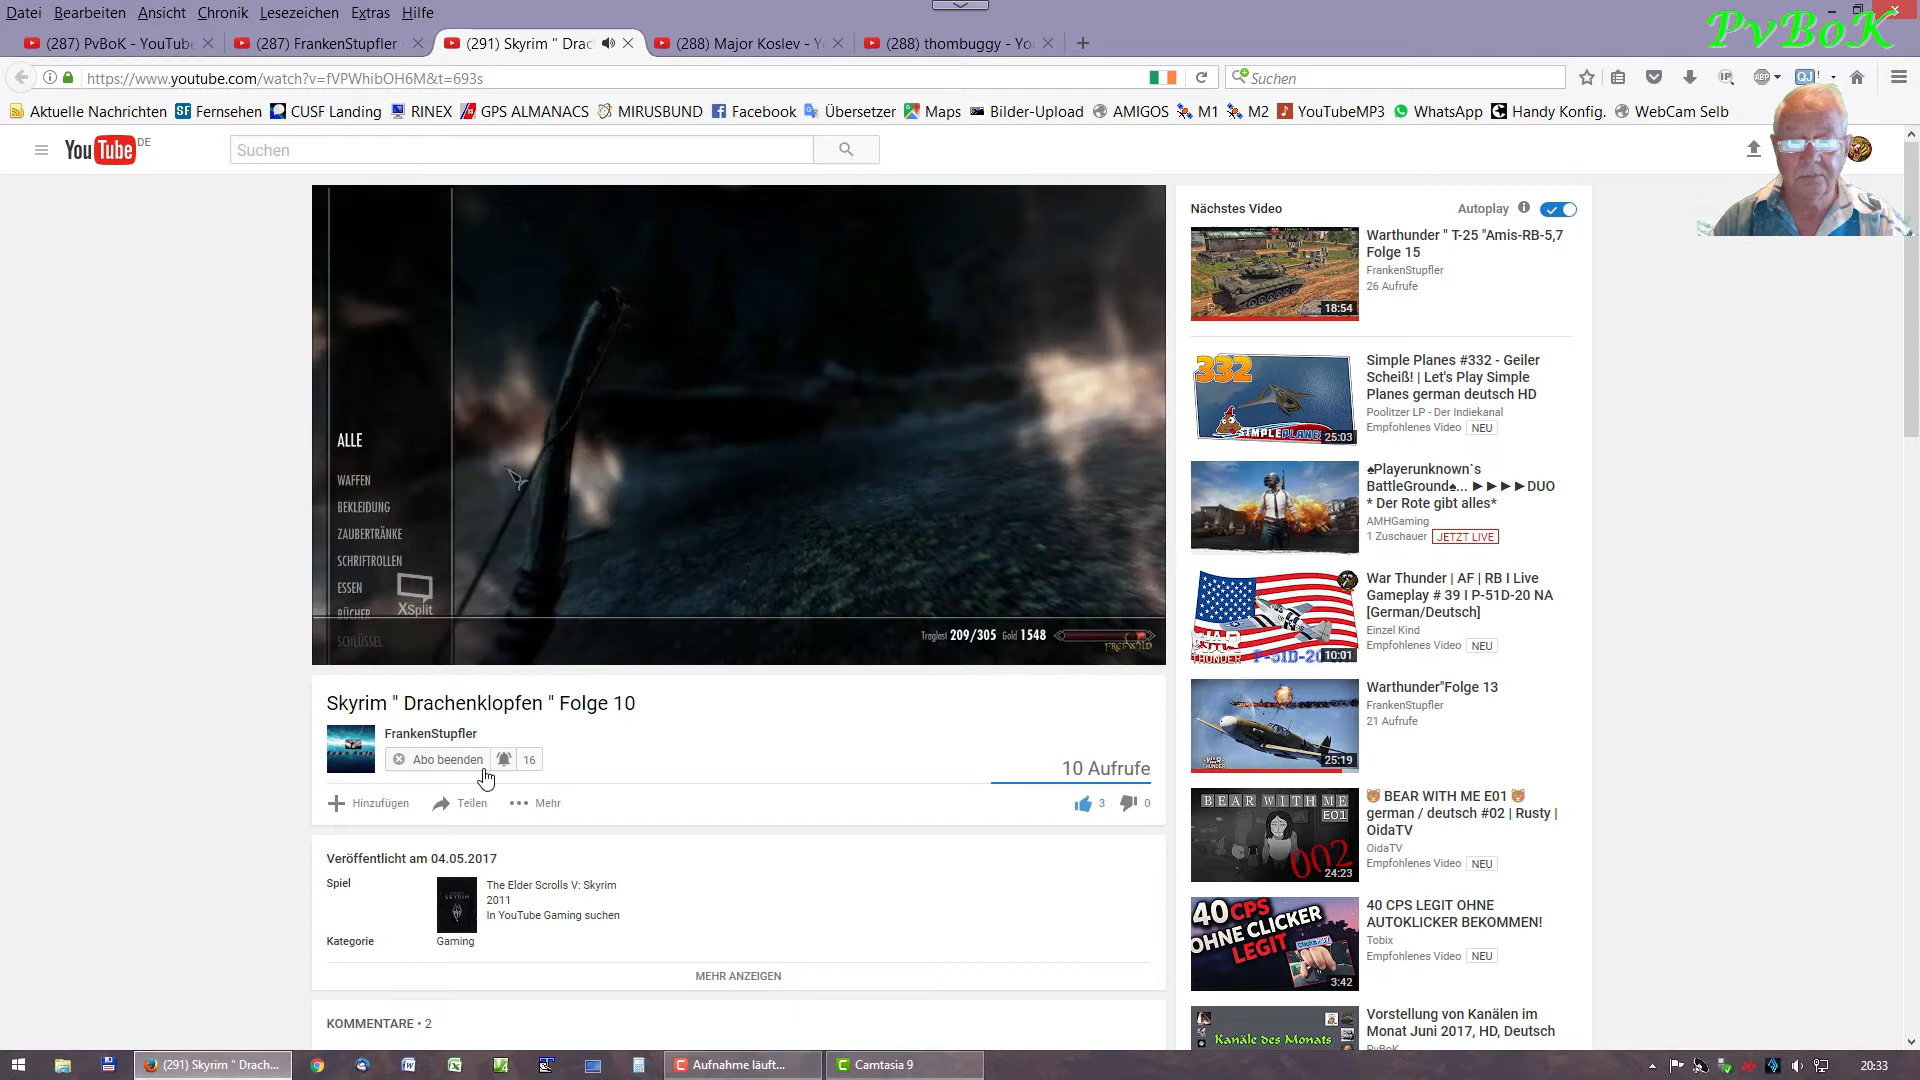 Datei Bearbeiten Ansicht Chronik Lesezeichen Extras Hilfe
PvBoK
(287) PvBoK - YouTube
(287) FrankenStupfler
(291) Skyrim " Drac
(288) Major Koslev - Y
(288) thombuggy - Yo
https://www.youtube.com/watch?v=fVPWhibOH6M&t=693s
Suchen
Aktuelle Nachrichten
SF Fernsehen
CUSF Landing
RINEX
GPS ALMANACS
MIRUSBUND
Facebook
Übersetzer
Maps
Bilder-Upload
AMIGOS
M1
M2
YouTubeMP3
WhatsApp
Handy Konfig.
WebCam Selb
YouTube DE
Suchen
ALLE
WAFFEN
BEKLEIDUNG
ZAUBERTRÄNKE
SCHRIFTROLLEN
ESSEN
BÜCHER
SCHLÜSSEL
XSplit
Traglast 209/305 Gold 1548
FREI.WILD
Skyrim " Drachenklopfen " Folge 10
FrankenStupfler
Abo beenden 16
10 Aufrufe
Hinzufügen Teilen Mehr
3 0
Veröffentlicht am 04.05.2017
Spiel
The Elder Scrolls V: Skyrim
2011
In YouTube Gaming suchen
Kategorie Gaming
MEHR ANZEIGEN
KOMMENTARE • 2
Nächstes Video Autoplay
Warthunder " T-25 "Amis-RB-5,7
Folge 15
FrankenStupfler
26 Aufrufe
18:54
Simple Planes #332 - Geiler
Scheiß! | Let's Play Simple
Planes german deutsch HD
Poolitzer LP - Der Indiekanal
Empfohlenes Video NEU
332
25:03
♠Playerunknown`s
BattleGround♠... ►►►►DUO
* Der Rote gibt alles*
AMHGaming
1 Zuschauer JETZT LIVE
War Thunder | AF | RB I Live
Gameplay # 39 I P-51D-20 NA
[German/Deutsch]
Einzel Kind
Empfohlenes Video NEU
10:01
Warthunder"Folge 13
FrankenStupfler
21 Aufrufe
25:19
🐻 BEAR WITH ME E01 🐻
german / deutsch #02 | Rusty |
OidaTV
OidaTV
Empfohlenes Video NEU
BEAR WITH ME
E01
002
24:23
40 CPS LEGIT OHNE
AUTOKLICKER BEKOMMEN!
Tobix
Empfohlenes Video NEU
40 CPS
OHNE CLICKER
LEGIT
3:42
Vorstellung von Kanälen im
Monat Juni 2017, HD, Deutsch
PvBoK
Kanäle des Monats
(291) Skyrim " Drach...
Aufnahme läuft...
Camtasia 9
20:33